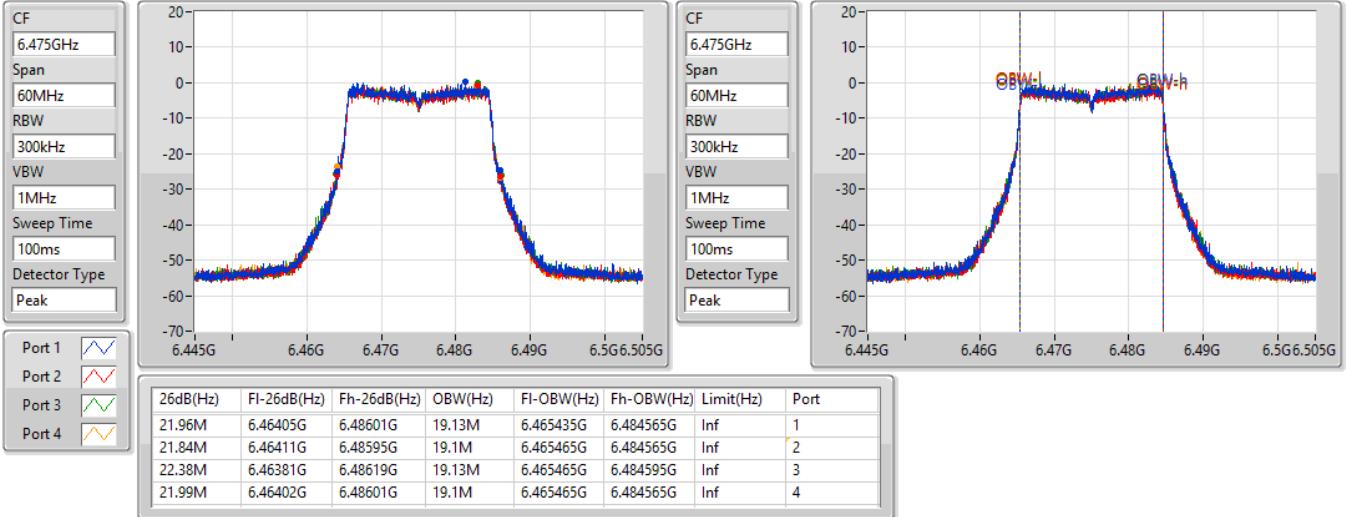 CF
6.475GHz
Span
60MHz
RBW
300kHz
VBW
1MHz
Sweep Time
100ms
Detector Type
Peak
20
10
0
-10
-20
-30
-40
-50
-60
-70
6.445G 6.46G 6.47G 6.48G 6.49G 6.5G 6.505G
CF
6.475GHz
Span
60MHz
RBW
300kHz
VBW
1MHz
Sweep Time
100ms
Detector Type
Peak
20
10
0
-10
-20
-30
-40
-50
-60
-70
OBW-l OBW-h
6.445G 6.46G 6.47G 6.48G 6.49G 6.5G 6.505G
Port 1
Port 2
Port 3
Port 4
26dB(Hz) Fl-26dB(Hz) Fh-26dB(Hz) OBW(Hz) Fl-OBW(Hz) Fh-OBW(Hz) Limit(Hz) Port
21.96M 6.46405G 6.48601G 19.13M 6.465435G 6.484565G Inf 1
21.84M 6.46411G 6.48595G 19.1M 6.465465G 6.484565G Inf 2
22.38M 6.46381G 6.48619G 19.13M 6.465465G 6.484595G Inf 3
21.99M 6.46402G 6.48601G 19.1M 6.465465G 6.484565G Inf 4